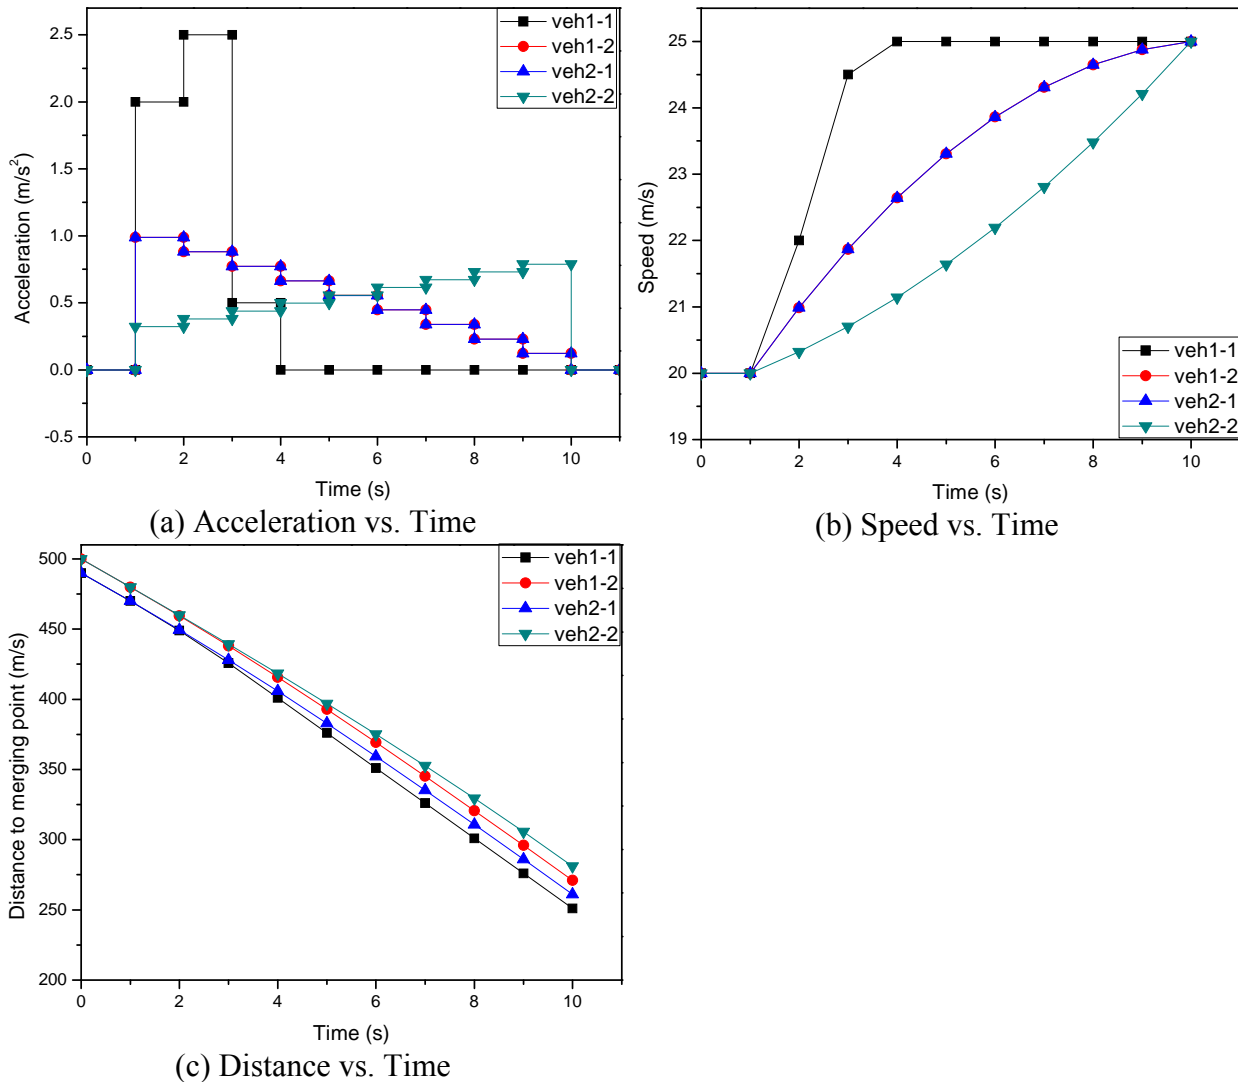 veh1-1
veh1-2
veh2-1
veh2-2
2.5
2.0
1.5
1.0
0.5
0.0
-0.5
Acceleration (m/s²)
0 2 4 6 8 10
Time (s)
(a) Acceleration vs. Time
25
24
23
22
21
20
19
Speed (m/s)
veh1-1
veh1-2
veh2-1
veh2-2
0 2 4 6 8 10
Time (s)
(b) Speed vs. Time
veh1-1
veh1-2
veh2-1
veh2-2
500
450
400
350
300
250
200
Distance to merging point (m/s)
0 2 4 6 8 10
Time (s)
(c) Distance vs. Time